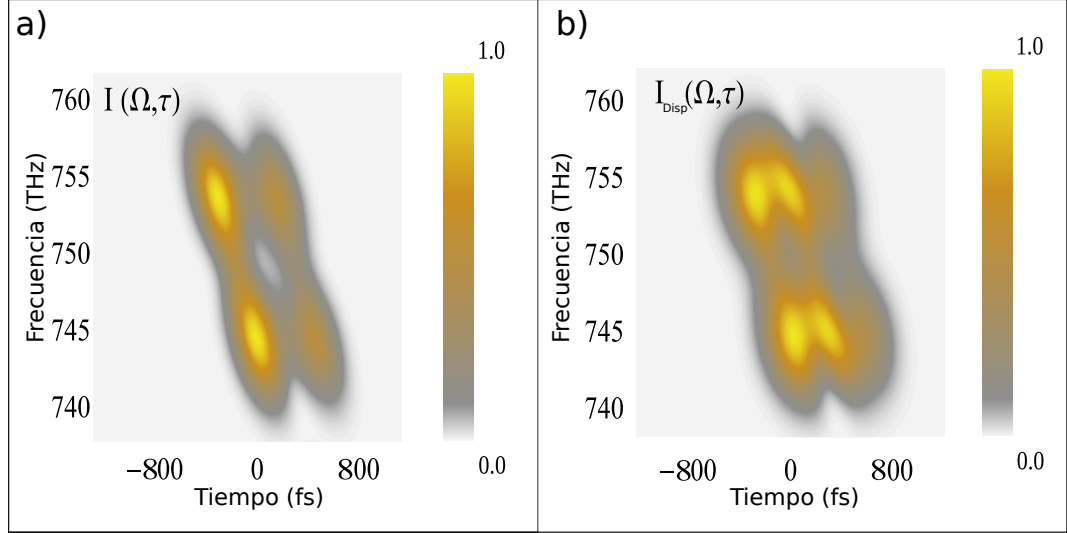 a)
1.0
I (Ω,τ)
760
755
750
745
740
Frecuencia (THz)
−800 0 800
Tiempo (fs)
0.0
b)
1.0
I Disp(Ω,τ)
760
755
750
745
740
Frecuencia (THz)
−800 0 800
Tiempo (fs)
0.0